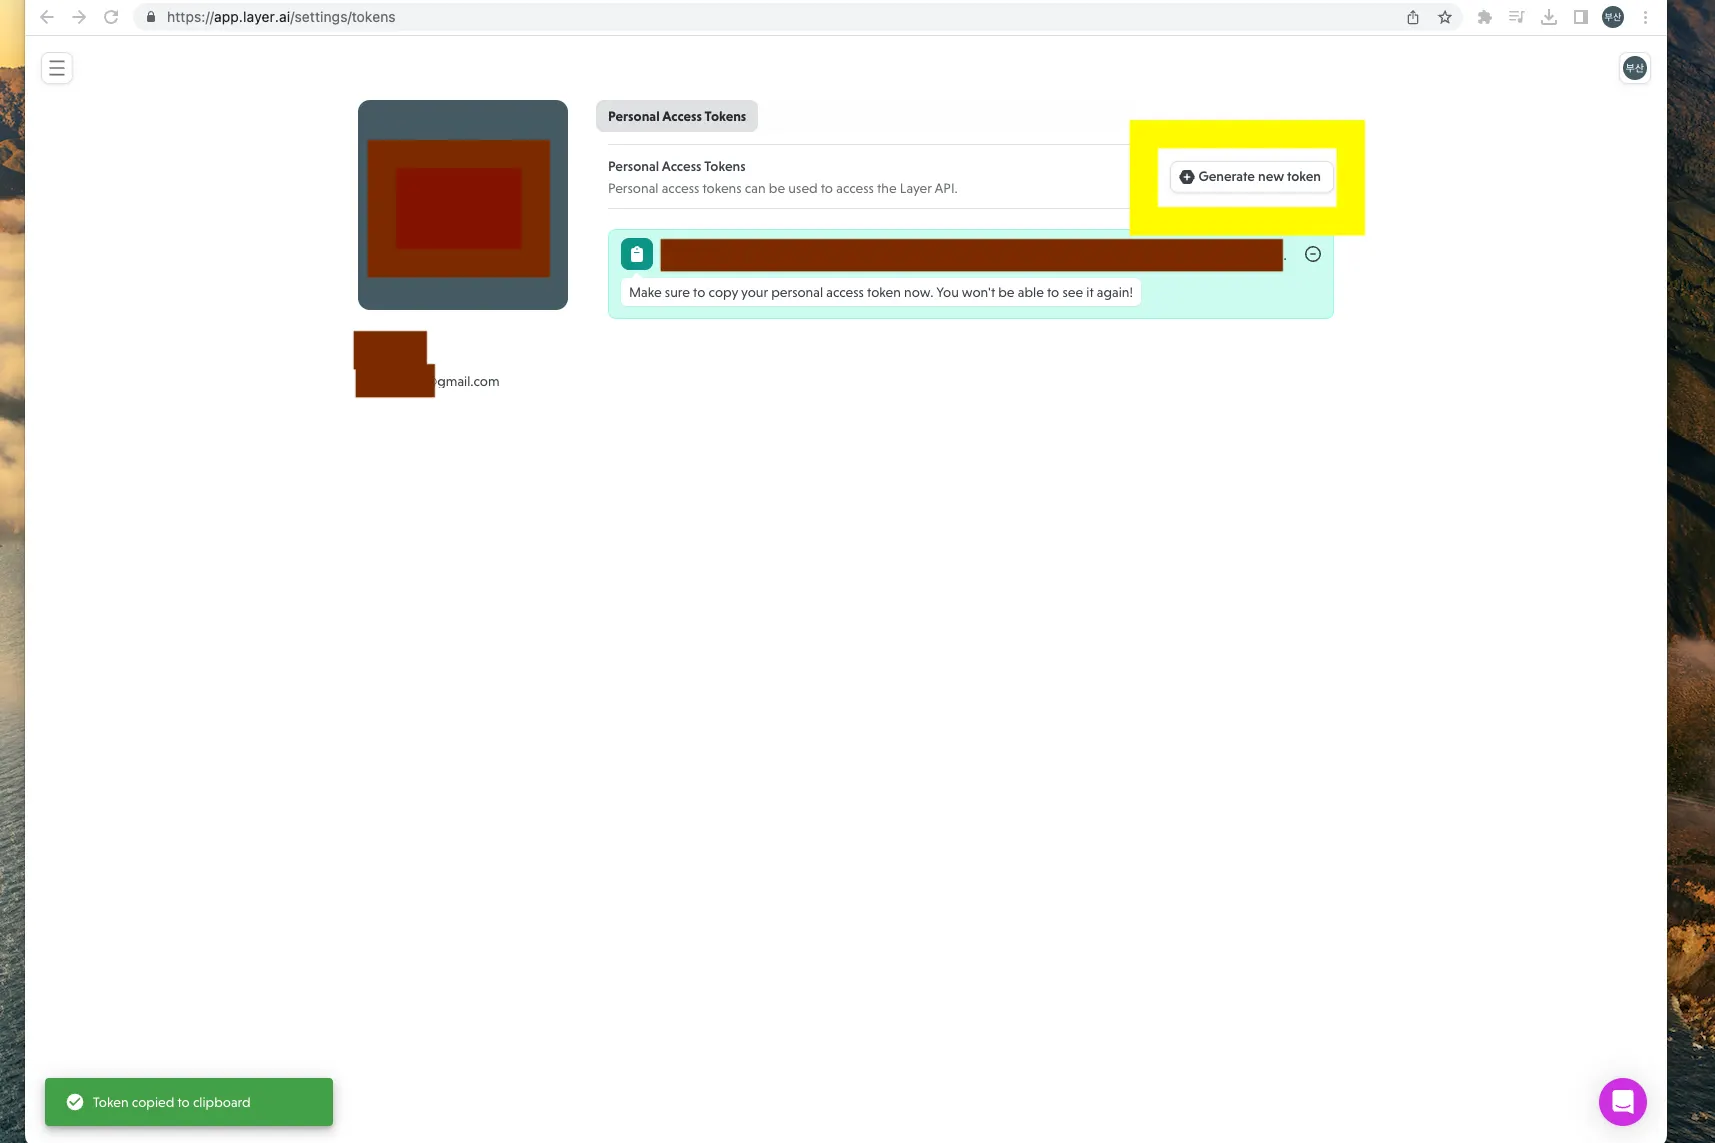 https://app.layer.ai/settings/tokens
부산
부산
Personal Access Tokens
Personal Access Tokens
Personal access tokens can be used to access the Layer API.
Generate new token
Make sure to copy your personal access token now. You won't be able to see it again!
@gmail.com
Token copied to clipboard